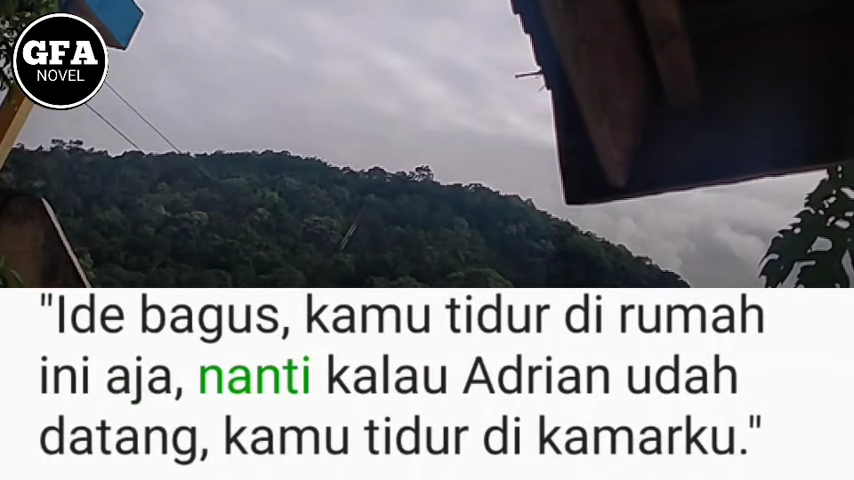 GFA
NOVEL
"Ide bagus, kamu tidur di rumah
ini aja, nanti kalau Adrian udah
datang, kamu tidur di kamarku."